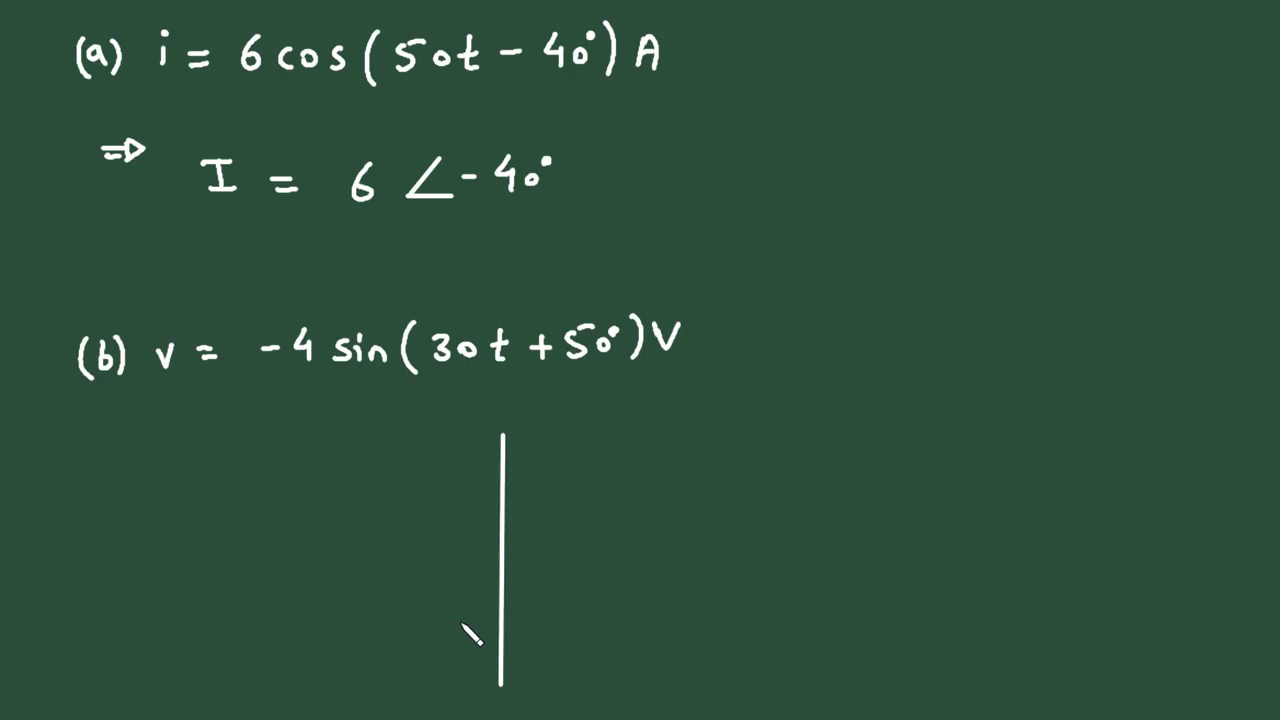 (a) i = 6 cos(50t - 40°) A
⇒ I = 6 ∠-40°
(b) v = -4 sin(30t + 50°) V